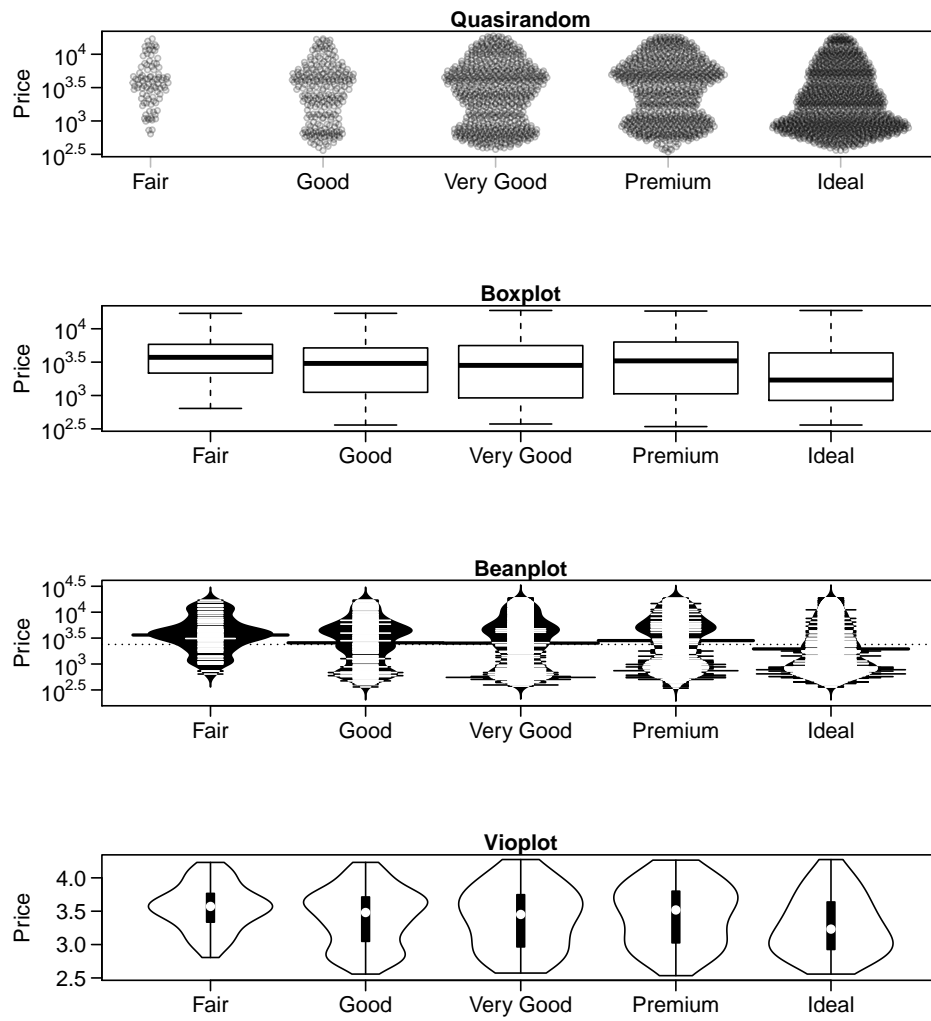 Quasirandom
Price
10^4
10^3.5
10^3
10^2.5
Fair Good Very Good Premium Ideal
Boxplot
Price
10^4
10^3.5
10^3
10^2.5
Fair Good Very Good Premium Ideal
Beanplot
Price
10^4.5
10^4
10^3.5
10^3
10^2.5
Fair Good Very Good Premium Ideal
Vioplot
Price
4.0
3.5
3.0
2.5
Fair Good Very Good Premium Ideal